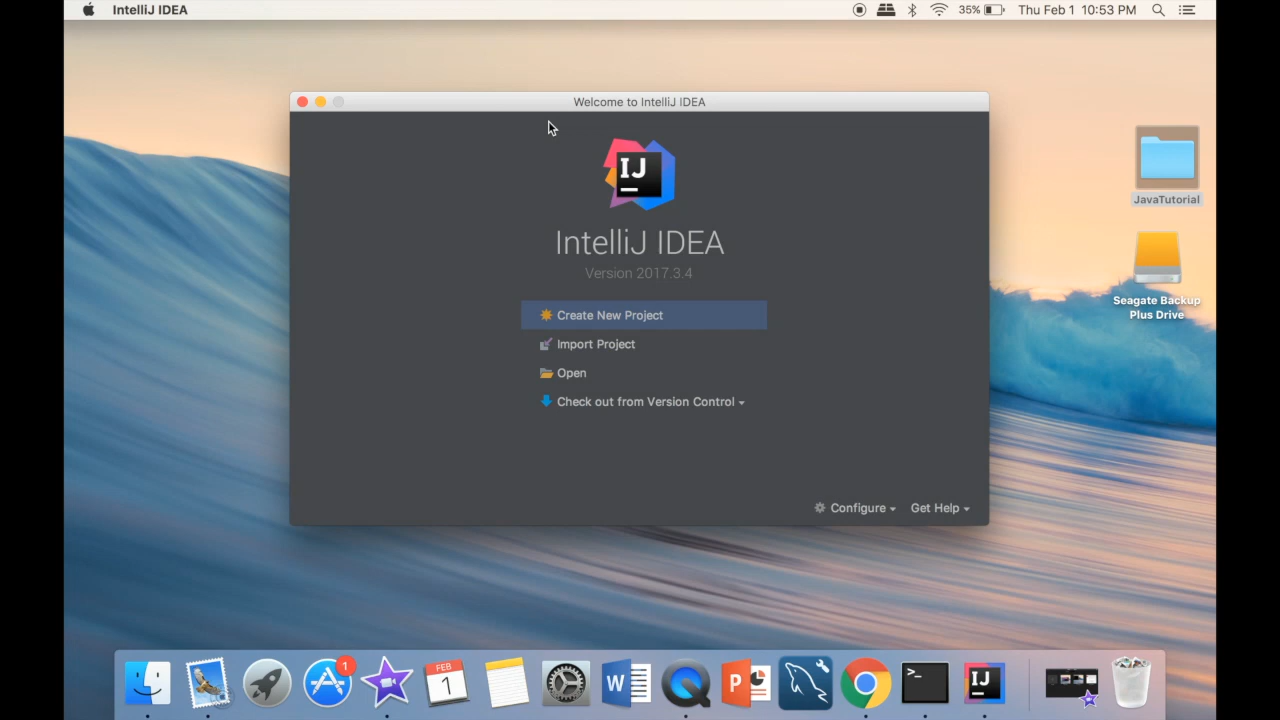 IntelliJ IDEA
35%
Thu Feb 1 10:53 PM
Welcome to IntelliJ IDEA
IJ
IntelliJ IDEA
Version 2017.3.4
Create New Project
Import Project
Open
Check out from Version Control
Configure
Get Help
JavaTutorial
Seagate Backup
Plus Drive
1
FEB
1
W
P
>_
IJ